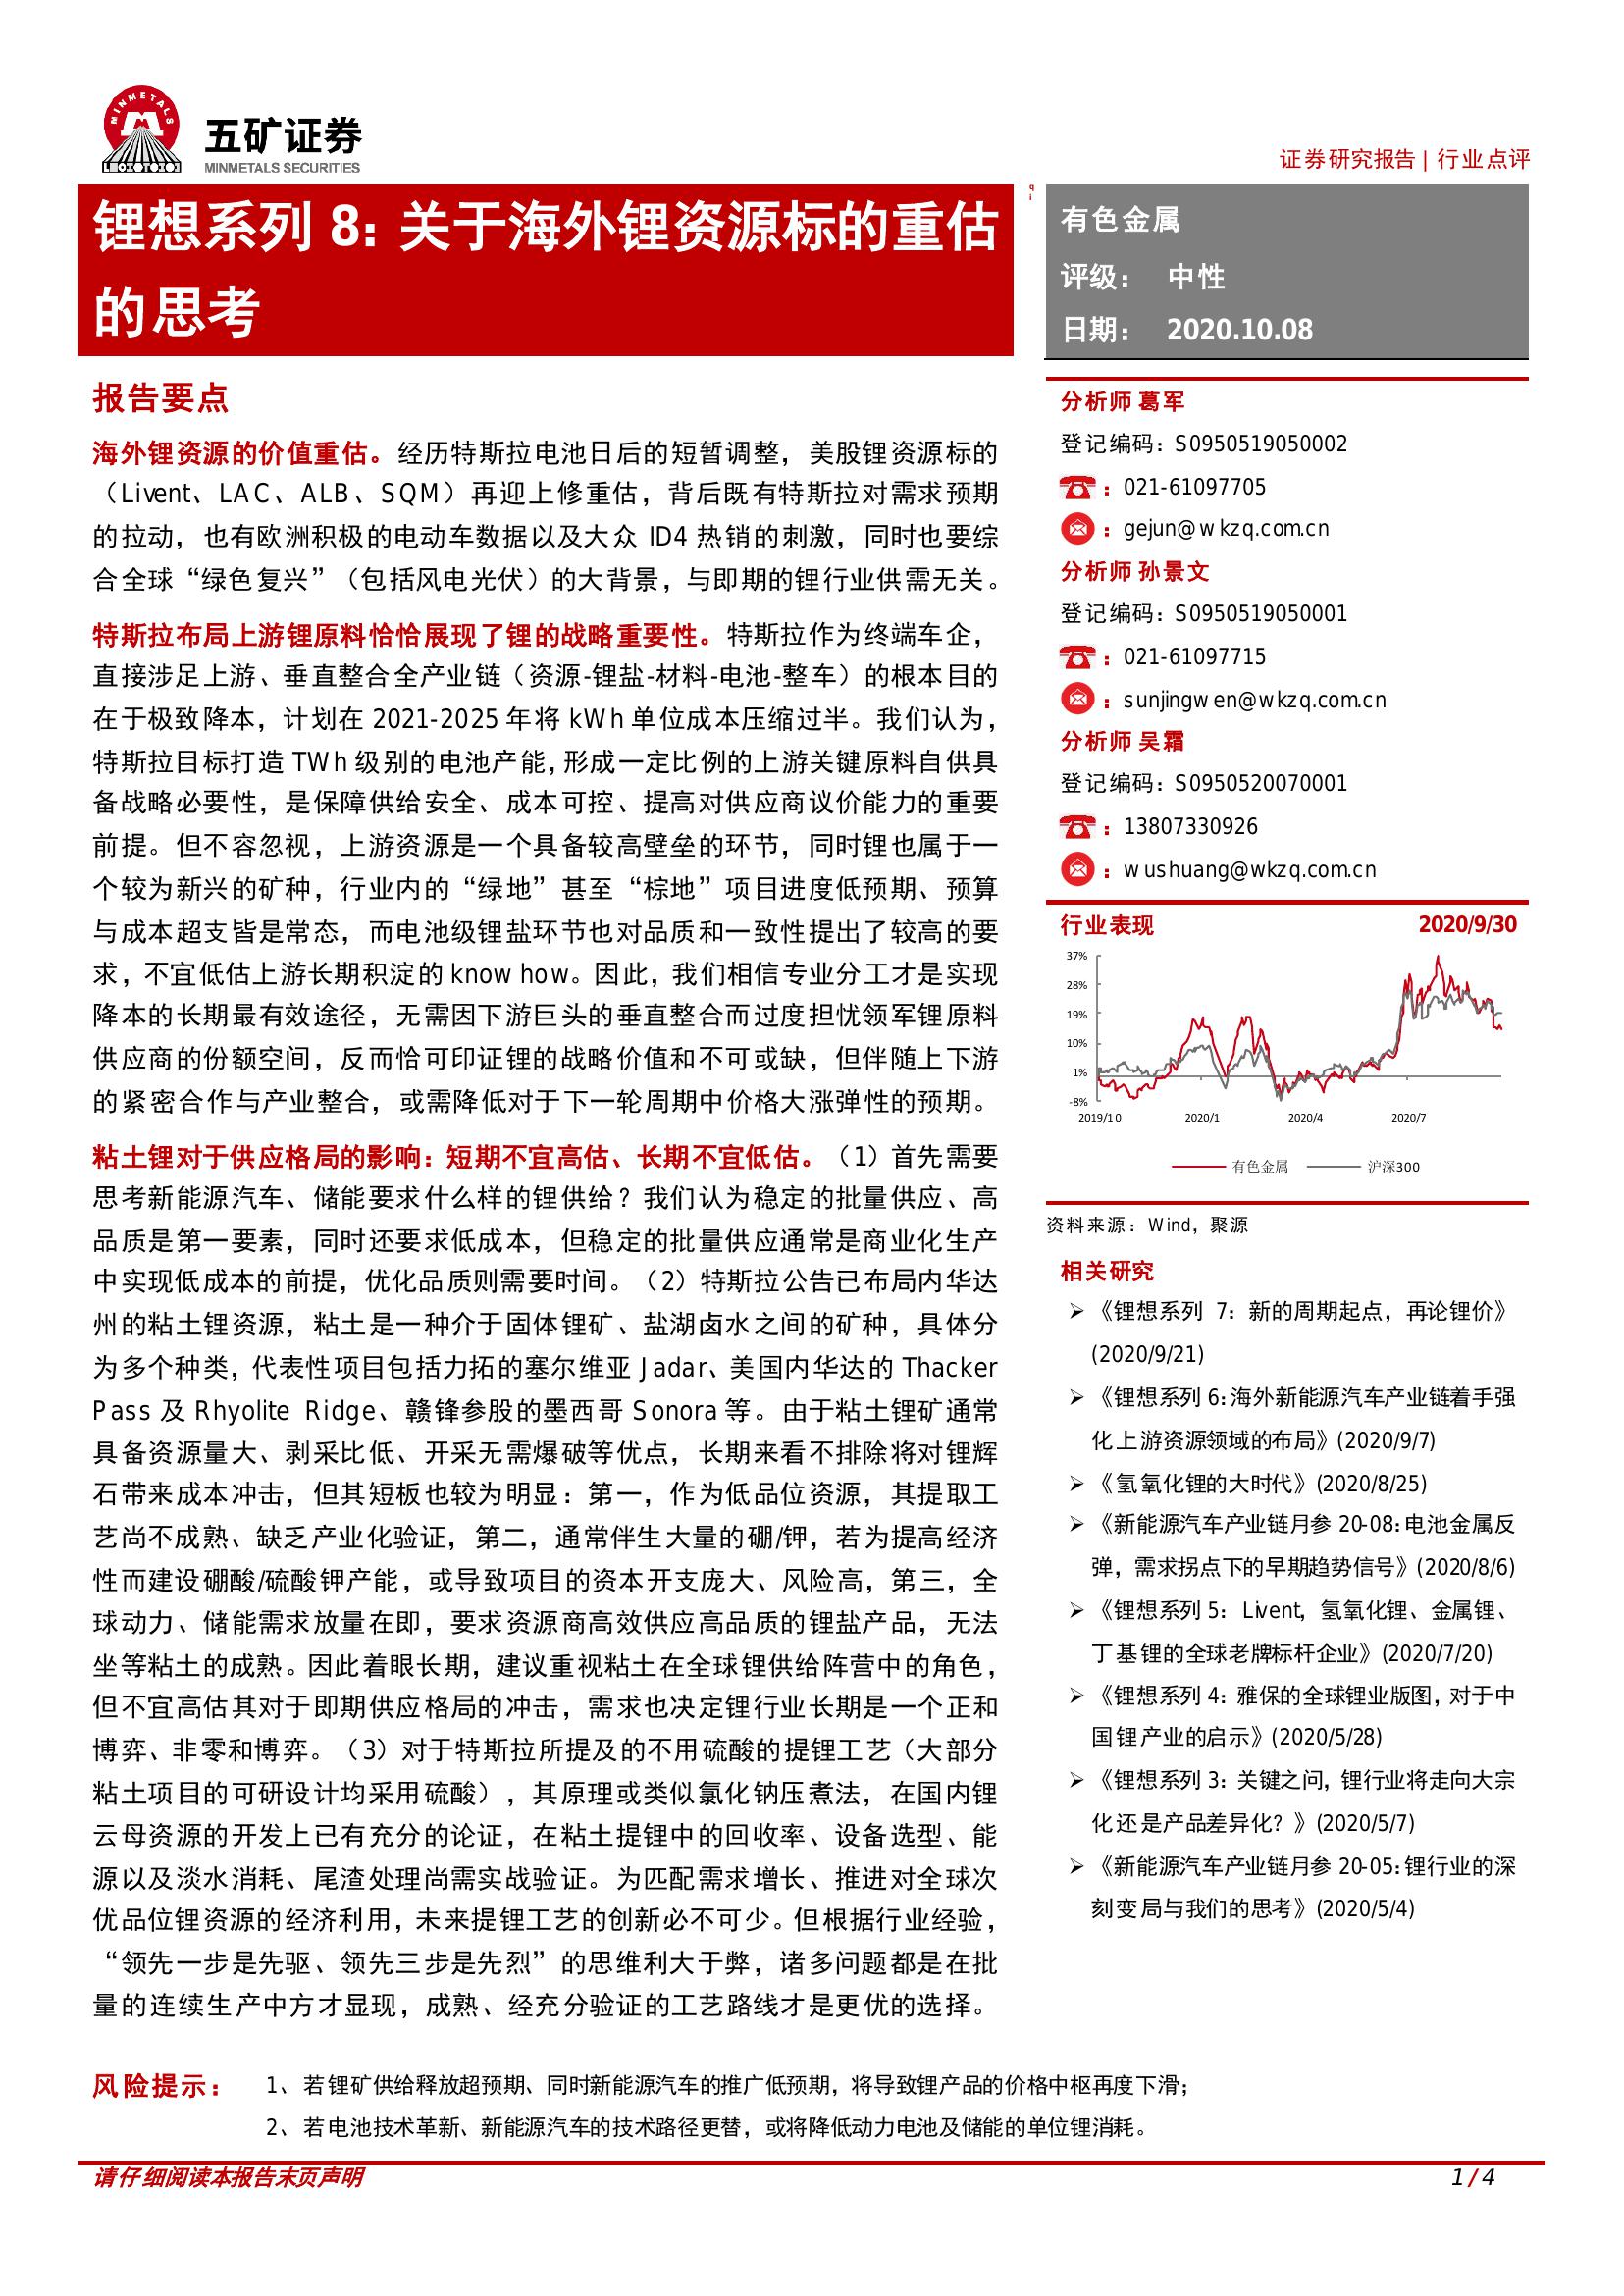 MINMETALS
五矿证券
MINMETALS SECURITIES
证券研究报告 | 行业点评
锂想系列 8：关于海外锂资源标的重估
的思考
有色金属
评级： 中性
日期： 2020.10.08
报告要点
海外锂资源的价值重估。经历特斯拉电池日后的短暂调整，美股锂资源标的
（Livent、LAC、ALB、SQM）再迎上修重估，背后既有特斯拉对需求预期
的拉动，也有欧洲积极的电动车数据以及大众 ID4 热销的刺激，同时也要综
合全球“绿色复兴”（包括风电光伏）的大背景，与即期的锂行业供需无关。
特斯拉布局上游锂原料恰恰展现了锂的战略重要性。特斯拉作为终端车企，
直接涉足上游、垂直整合全产业链（资源-锂盐-材料-电池-整车）的根本目的
在于极致降本，计划在 2021-2025 年将 kWh 单位成本压缩过半。我们认为，
特斯拉目标打造 TWh 级别的电池产能，形成一定比例的上游关键原料自供具
备战略必要性，是保障供给安全、成本可控、提高对供应商议价能力的重要
前提。但不容忽视，上游资源是一个具备较高壁垒的环节，同时锂也属于一
个较为新兴的矿种，行业内的“绿地”甚至“棕地”项目进度低预期、预算
与成本超支皆是常态，而电池级锂盐环节也对品质和一致性提出了较高的要
求，不宜低估上游长期积淀的 know how。因此，我们相信专业分工才是实现
降本的长期最有效途径，无需因下游巨头的垂直整合而过度担忧领军锂原料
供应商的份额空间，反而恰可印证锂的战略价值和不可或缺，但伴随上下游
的紧密合作与产业整合，或需降低对于下一轮周期中价格大涨弹性的预期。
粘土锂对于供应格局的影响：短期不宜高估、长期不宜低估。（1）首先需要
思考新能源汽车、储能要求什么样的锂供给？我们认为稳定的批量供应、高
品质是第一要素，同时还要求低成本，但稳定的批量供应通常是商业化生产
中实现低成本的前提，优化品质则需要时间。（2）特斯拉公告已布局内华达
州的粘土锂资源，粘土是一种介于固体锂矿、盐湖卤水之间的矿种，具体分
为多个种类，代表性项目包括力拓的塞尔维亚 Jadar、美国内华达的 Thacker
Pass 及 Rhyolite Ridge、赣锋参股的墨西哥 Sonora 等。由于粘土锂矿通常
具备资源量大、剥采比低、开采无需爆破等优点，长期来看不排除将对锂辉
石带来成本冲击，但其短板也较为明显：第一，作为低品位资源，其提取工
艺尚不成熟、缺乏产业化验证，第二，通常伴生大量的硼/钾，若为提高经济
性而建设硼酸/硫酸钾产能，或导致项目的资本开支庞大、风险高，第三，全
球动力、储能需求放量在即，要求资源商高效供应高品质的锂盐产品，无法
坐等粘土的成熟。因此着眼长期，建议重视粘土在全球锂供给阵营中的角色，
但不宜高估其对于即期供应格局的冲击，需求也决定锂行业长期是一个正和
博弈、非零和博弈。（3）对于特斯拉所提及的不用硫酸的提锂工艺（大部分
粘土项目的可研设计均采用硫酸），其原理或类似氯化钠压煮法，在国内锂
云母资源的开发上已有充分的论证，在粘土提锂中的回收率、设备选型、能
源以及淡水消耗、尾渣处理尚需实战验证。为匹配需求增长、推进对全球次
优品位锂资源的经济利用，未来提锂工艺的创新必不可少。但根据行业经验，
“领先一步是先驱、领先三步是先烈”的思维利大于弊，诸多问题都是在批
量的连续生产中方才显现，成熟、经充分验证的工艺路线才是更优的选择。
分析师 葛军
登记编码：S0950519050002
：021-61097705
：gejun@wkzq.com.cn
分析师 孙景文
登记编码：S0950519050001
：021-61097715
：sunjingwen@wkzq.com.cn
分析师 吴霜
登记编码：S0950520070001
：13807330926
：wushuang@wkzq.com.cn
行业表现 2020/9/30
37%
28%
19%
10%
1%
-8%
2019/10 2020/1 2020/4 2020/7
有色金属 沪深300
资料来源：Wind，聚源
相关研究
➢ 《锂想系列 7：新的周期起点，再论锂价》
(2020/9/21)
➢ 《锂想系列 6：海外新能源汽车产业链着手强
化上游资源领域的布局》(2020/9/7)
➢ 《氢氧化锂的大时代》(2020/8/25)
➢ 《新能源汽车产业链月参 20-08：电池金属反
弹，需求拐点下的早期趋势信号》(2020/8/6)
➢ 《锂想系列 5：Livent，氢氧化锂、金属锂、
丁基锂的全球老牌标杆企业》(2020/7/20)
➢ 《锂想系列 4：雅保的全球锂业版图，对于中
国锂产业的启示》(2020/5/28)
➢ 《锂想系列 3：关键之问，锂行业将走向大宗
化还是产品差异化？》(2020/5/7)
➢ 《新能源汽车产业链月参 20-05：锂行业的深
刻变局与我们的思考》(2020/5/4)
风险提示： 1、若锂矿供给释放超预期、同时新能源汽车的推广低预期，将导致锂产品的价格中枢再度下滑；
2、若电池技术革新、新能源汽车的技术路径更替，或将降低动力电池及储能的单位锂消耗。
请仔细阅读本报告末页声明 1 / 4